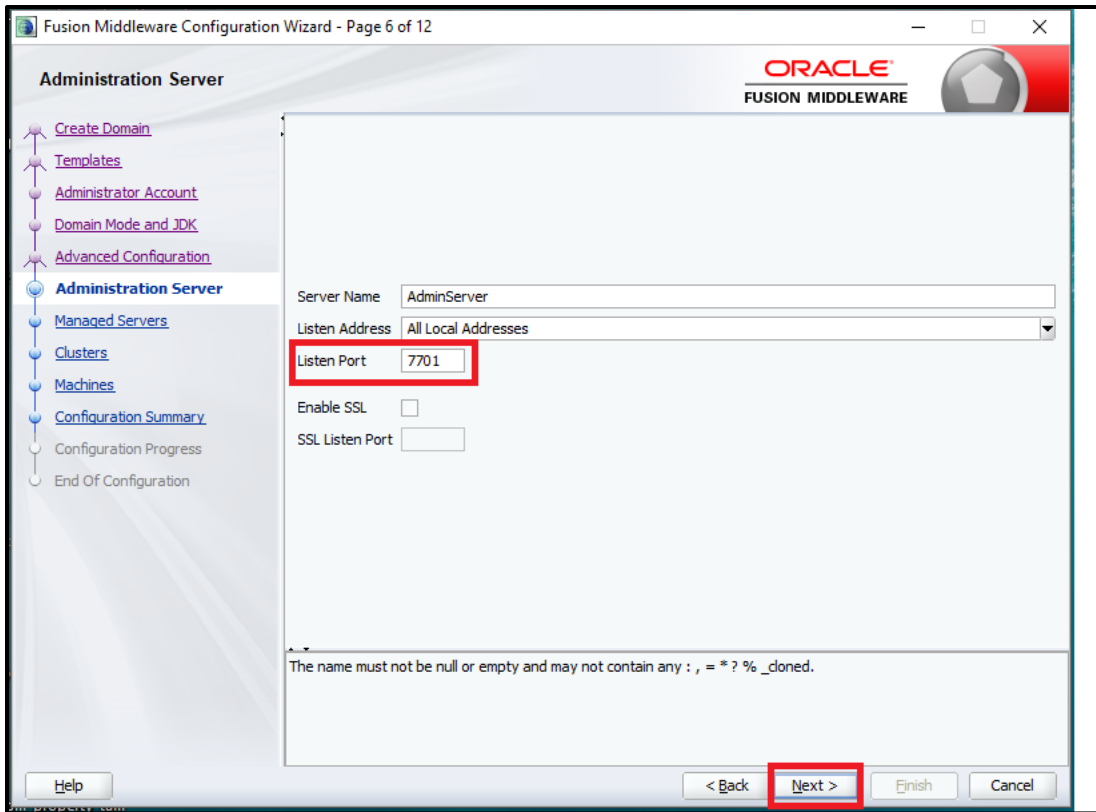 Fusion Middleware Configuration Wizard - Page 6 of 12
Administration Server
ORACLE
FUSION MIDDLEWARE
Create Domain
Templates
Administrator Account
Domain Mode and JDK
Advanced Configuration
Administration Server
Managed Servers
Clusters
Machines
Configuration Summary
Configuration Progress
End Of Configuration
Server Name AdminServer
Listen Address All Local Addresses
Listen Port 7701
Enable SSL
SSL Listen Port
The name must not be null or empty and may not contain any : , = * ? % _cloned.
Help < Back Next > Finish Cancel